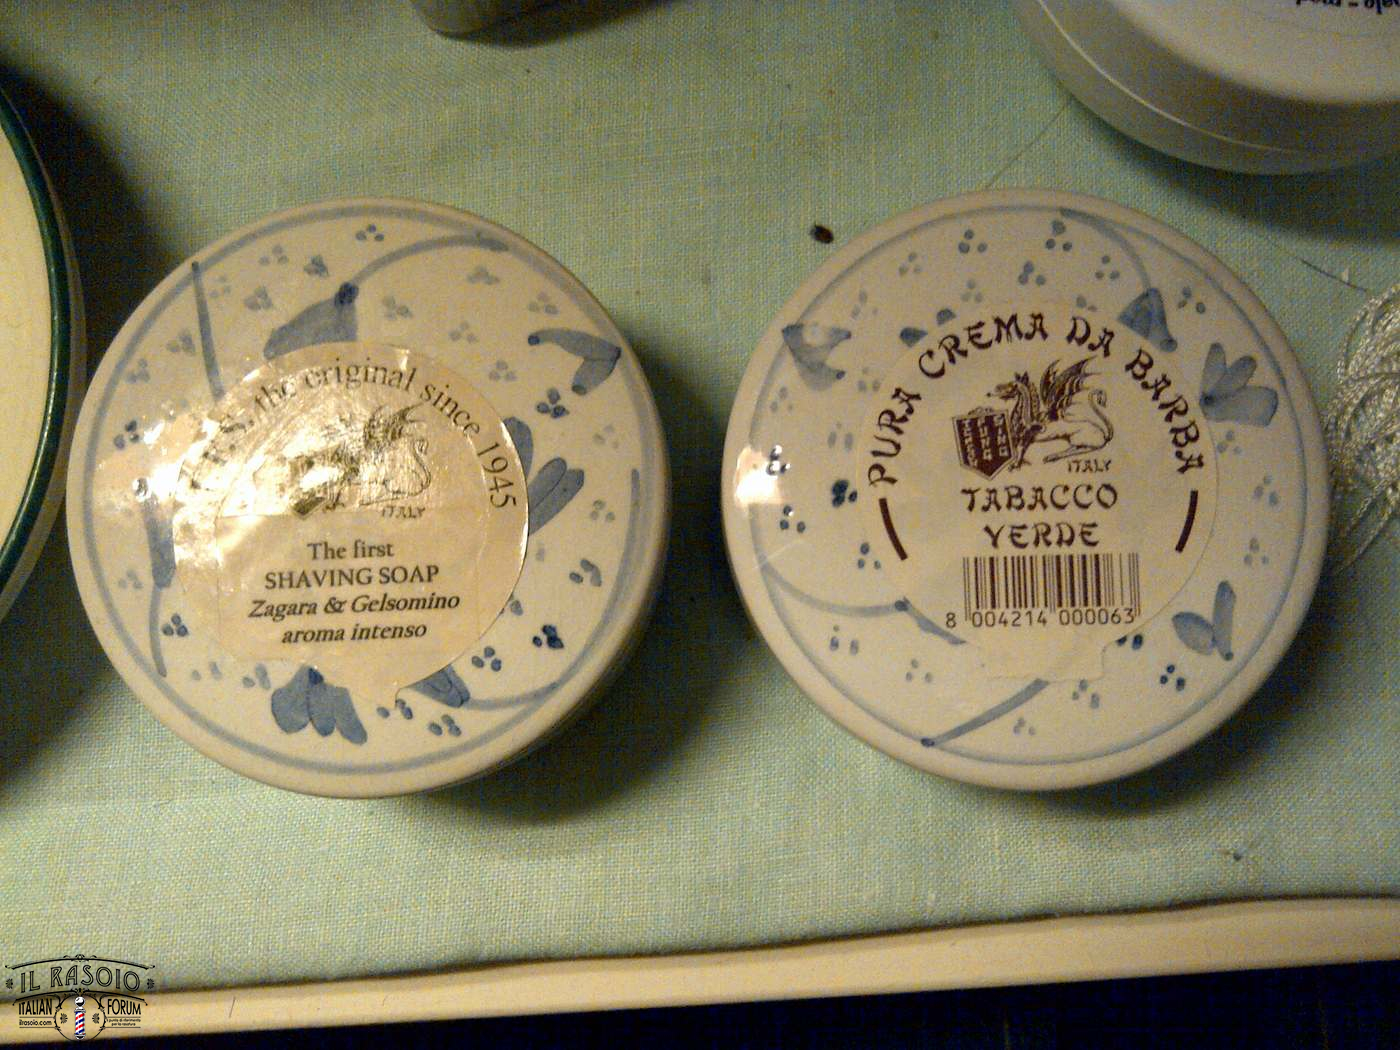 the original since 1945
ITALY
The first
SHAVING SOAP
Zagara & Gelsomino
aroma intenso
PURA CREMA DA BARBA
ITALY
TABACCO
VERDE
8 004214 000063
IL RASOIO
ITALIAN FORUM
ilrasoio.com